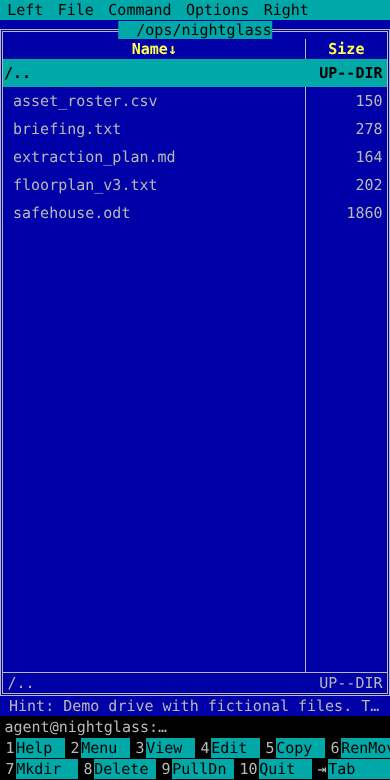 Left File Command Options Right
/ops/nightglass
Name↓ Size
/.. UP--DIR
asset_roster.csv 150
briefing.txt 278
extraction_plan.md 164
floorplan_v3.txt 202
safehouse.odt 1860
/.. UP--DIR
Hint: Demo drive with fictional files. T…
agent@nightglass:…
1Help 2Menu 3View 4Edit 5Copy 6RenMov
7Mkdir 8Delete 9PullDn 10Quit ⇥Tab